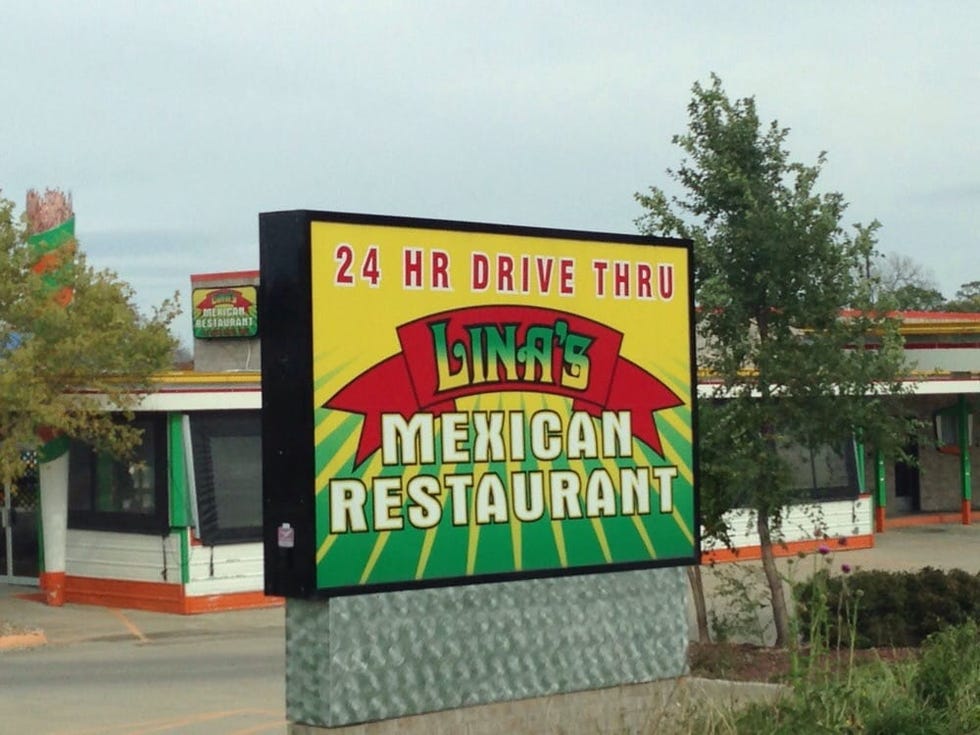 24 HR DRIVE THRU
LINA'S
MEXICAN
RESTAURANT
LINA'S
MEXICAN
RESTAURANT